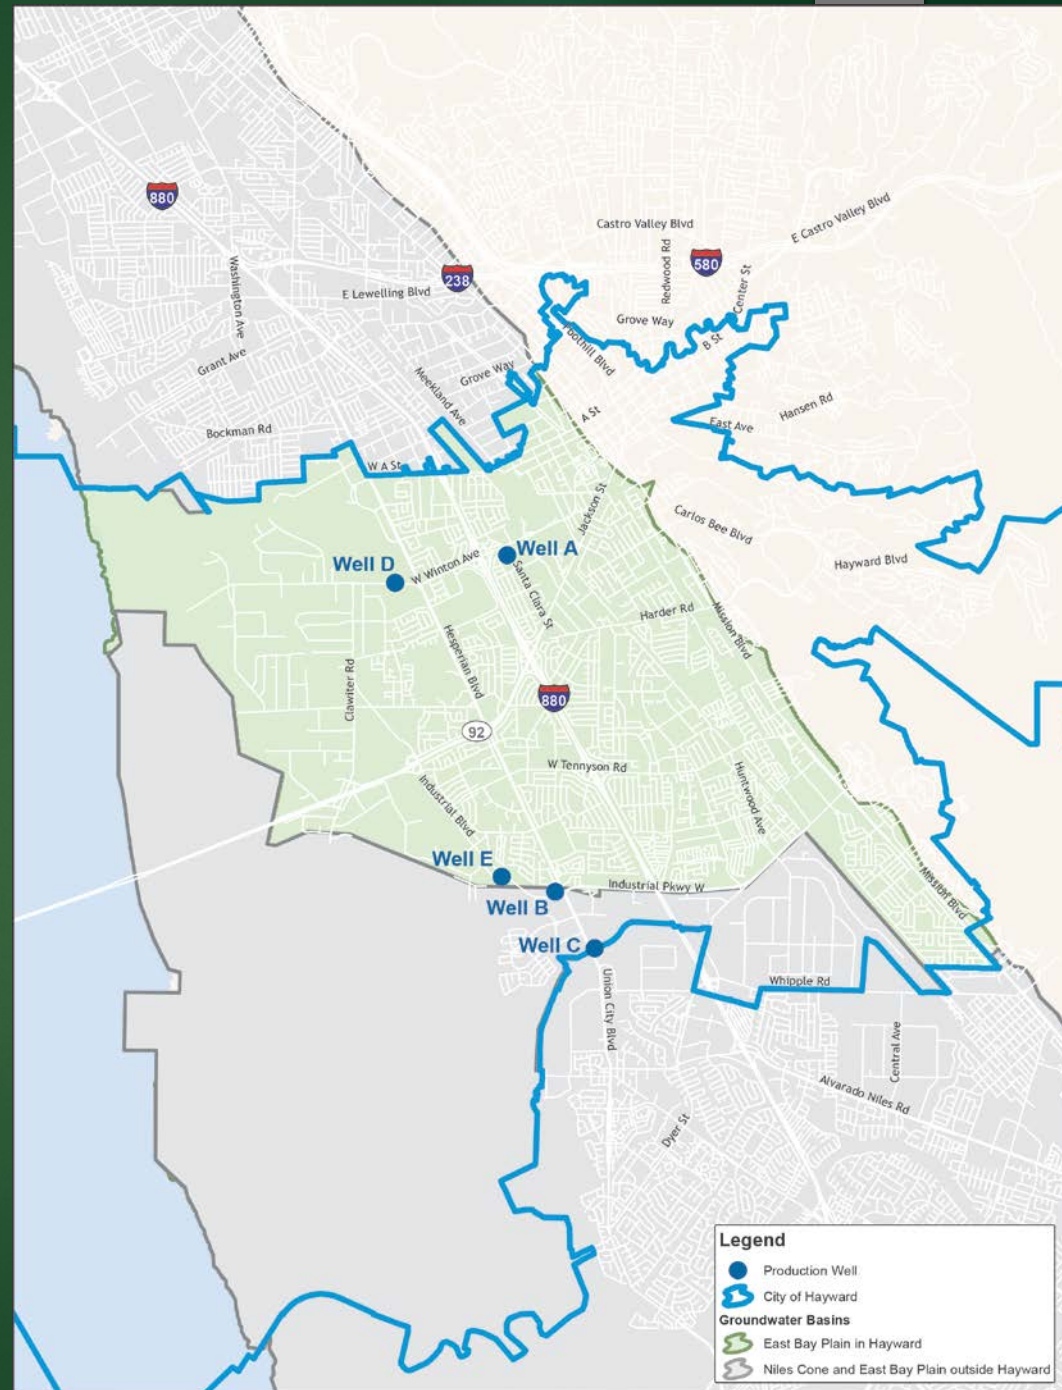 880
Castro Valley Blvd
E Castro Valley Blvd
Redwood Rd
580
238
Center St
Washington Ave
E Lewelling Blvd
Grove Way
Foothill Blvd
B St
Grant Ave
Meekland Ave
Grove Way
Hansen Rd
A St
East Ave
Bockman Rd
W A St
Jackson St
Carlos Bee Blvd
Well A
Well D
W Winton Ave
Hayward Blvd
Santa Clara St
Harder Rd
Mission Blvd
Hesperian Blvd
Clawiter Rd
880
92
W Tennyson Rd
Huntwood Ave
Industrial Blvd
Well E
Industrial Pkwy W
Mission Blvd
Well B
Well C
Whipple Rd
Union City Blvd
Central Ave
Alvarado Niles Rd
Dyer St
Legend
Production Well
City of Hayward
Groundwater Basins
East Bay Plain in Hayward
Niles Cone and East Bay Plain outside Hayward